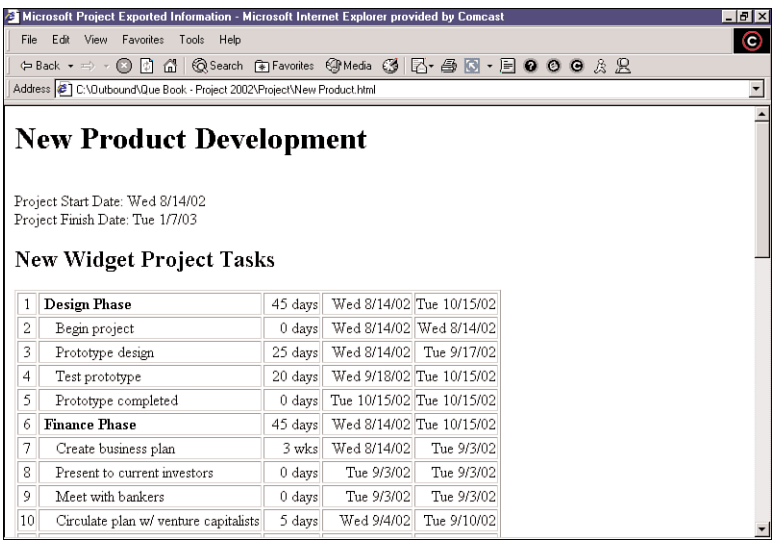 Microsoft Project Exported Information - Microsoft Internet Explorer provided by Comcast
File Edit View Favorites Tools Help
Back Search Favorites Media
Address C:\Outbound\Que Book - Project 2002\Project\New Product.html
New Product Development
Project Start Date: Wed 8/14/02
Project Finish Date: Tue 1/7/03
New Widget Project Tasks
1 Design Phase 45 days Wed 8/14/02 Tue 10/15/02
2 Begin project 0 days Wed 8/14/02 Wed 8/14/02
3 Prototype design 25 days Wed 8/14/02 Tue 9/17/02
4 Test prototype 20 days Wed 9/18/02 Tue 10/15/02
5 Prototype completed 0 days Tue 10/15/02 Tue 10/15/02
6 Finance Phase 45 days Wed 8/14/02 Tue 10/15/02
7 Create business plan 3 wks Wed 8/14/02 Tue 9/3/02
8 Present to current investors 0 days Tue 9/3/02 Tue 9/3/02
9 Meet with bankers 0 days Tue 9/3/02 Tue 9/3/02
10 Circulate plan w/ venture capitalists 5 days Wed 9/4/02 Tue 9/10/02